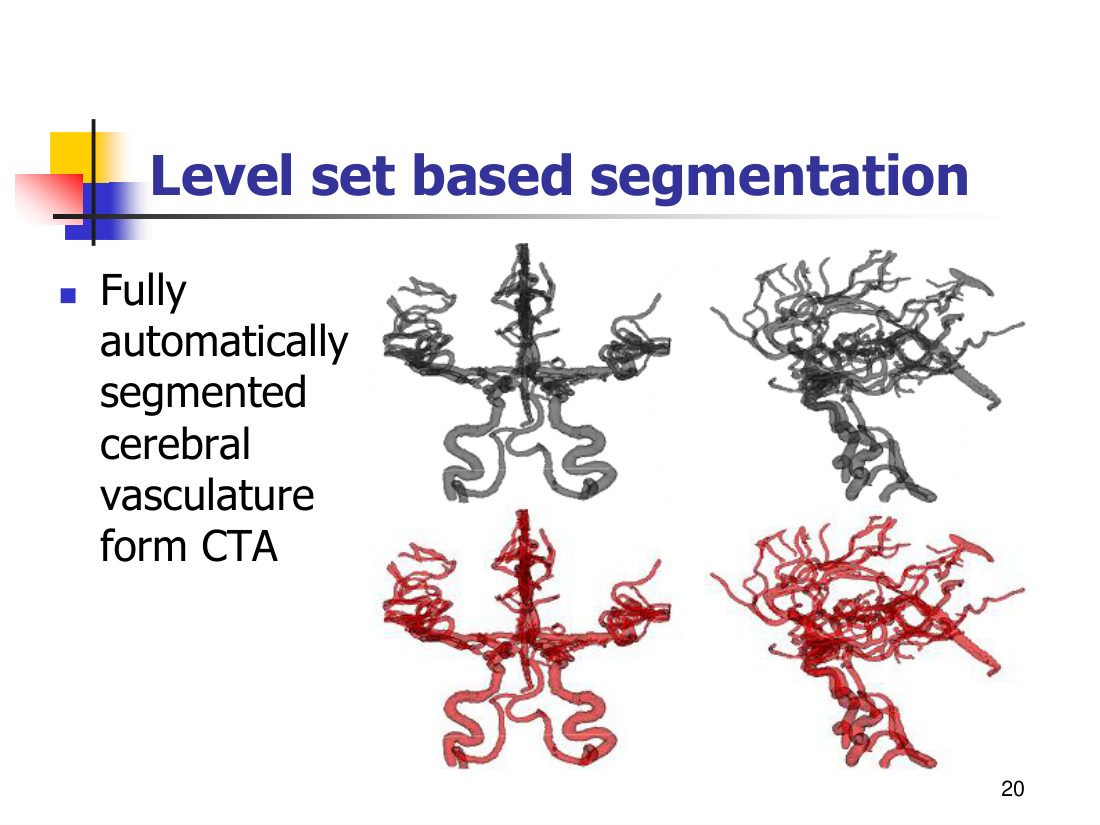 Level set based segmentation
Fully
automatically
segmented
cerebral
vasculature
form CTA
20